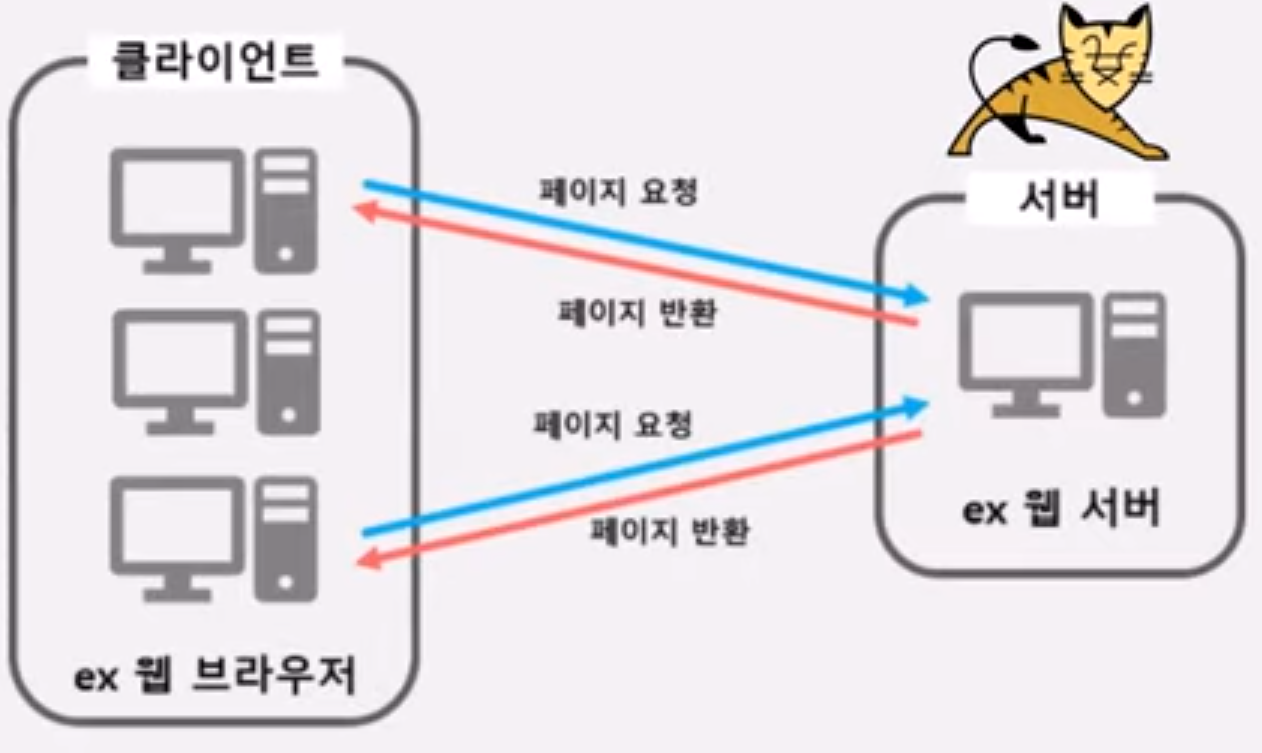 클라이언트
서버
페이지 요청
페이지 반환
페이지 요청
페이지 반환
ex 웹 서버
ex 웹 브라우저